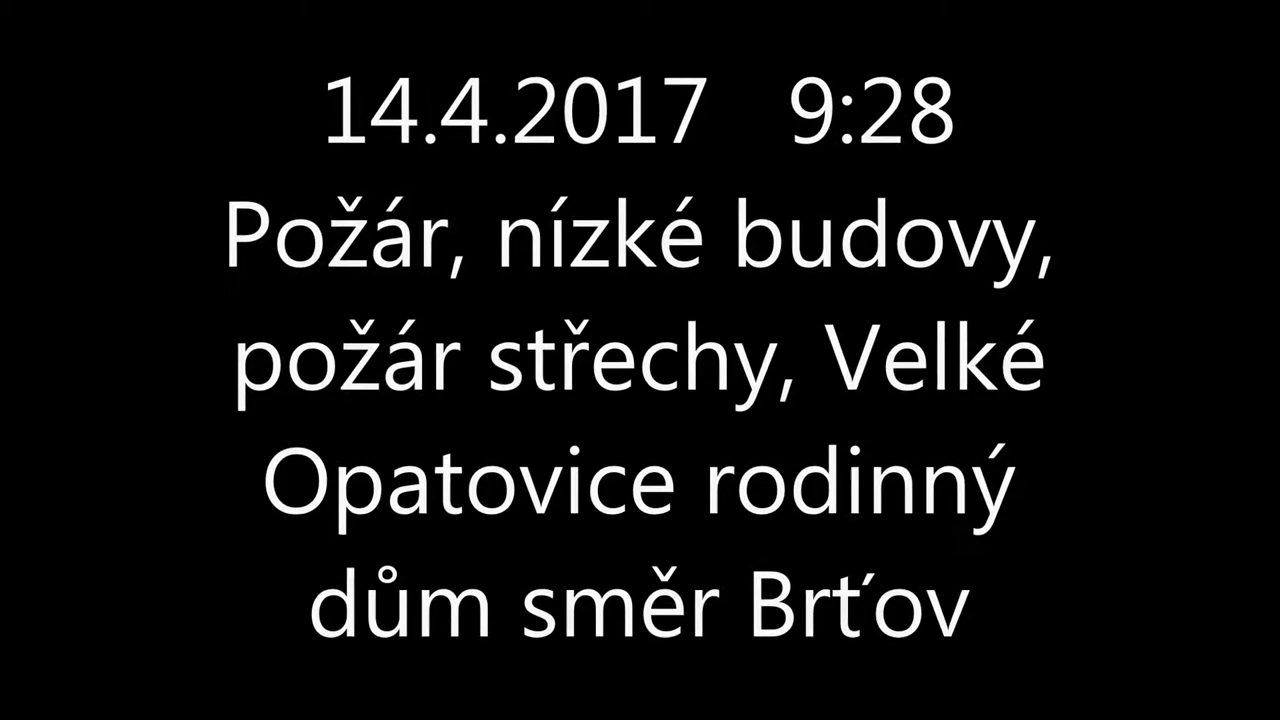 14.4.2017 9:28
Požár, nízké budovy,
požár střechy, Velké
Opatovice rodinný
dům směr Brťov